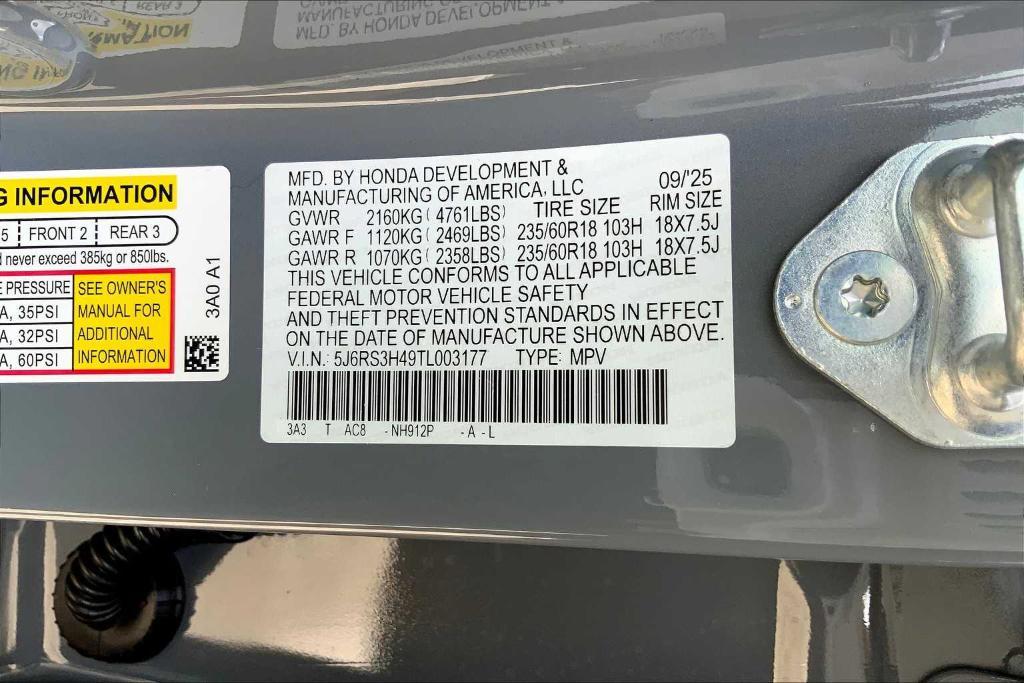 G INFORMATION
5 FRONT 2 REAR 3
d never exceed 385kg or 850lbs.
E PRESSURE
A, 35PSI
A, 32PSI
A, 60PSI
SEE OWNER'S
MANUAL FOR
ADDITIONAL
INFORMATION
3A0 A1
MFD. BY HONDA DEVELOPMENT &
MANUFACTURING OF AMERICA, LLC 09/'25
GVWR 2160KG ( 4761LBS) TIRE SIZE RIM SIZE
GAWR F 1120KG ( 2469LBS) 235/60R18 103H 18X7.5J
GAWR R 1070KG ( 2358LBS) 235/60R18 103H 18X7.5J
THIS VEHICLE CONFORMS TO ALL APPLICABLE
FEDERAL MOTOR VEHICLE SAFETY
AND THEFT PREVENTION STANDARDS IN EFFECT
ON THE DATE OF MANUFACTURE SHOWN ABOVE.
V.I.N.: 5J6RS3H49TL003177 TYPE: MPV
3A3 T AC8 -NH912P -A-L